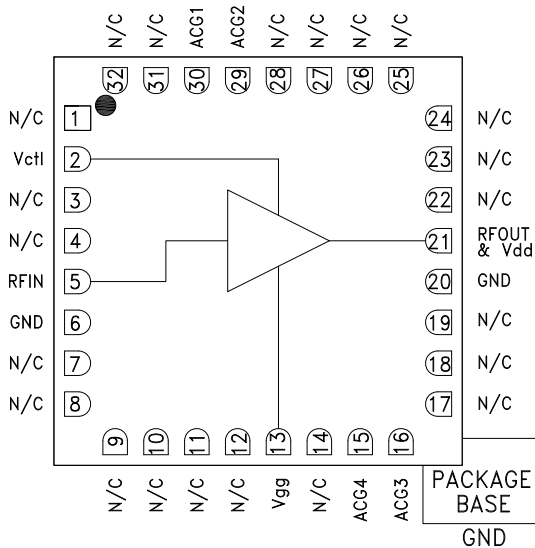 N/C N/C ACG1 ACG2 N/C N/C N/C N/C
32 31 30 29 28 27 26 25
N/C 1 24 N/C
Vctl 2 23 N/C
N/C 3 22 N/C
N/C 4 21 RFOUT & Vdd
RFIN 5 20 GND
GND 6 19 N/C
N/C 7 18 N/C
N/C 8 17 N/C
9 10 11 12 13 14 15 16
N/C N/C N/C N/C Vgg N/C ACG4 ACG3
PACKAGE
BASE
GND